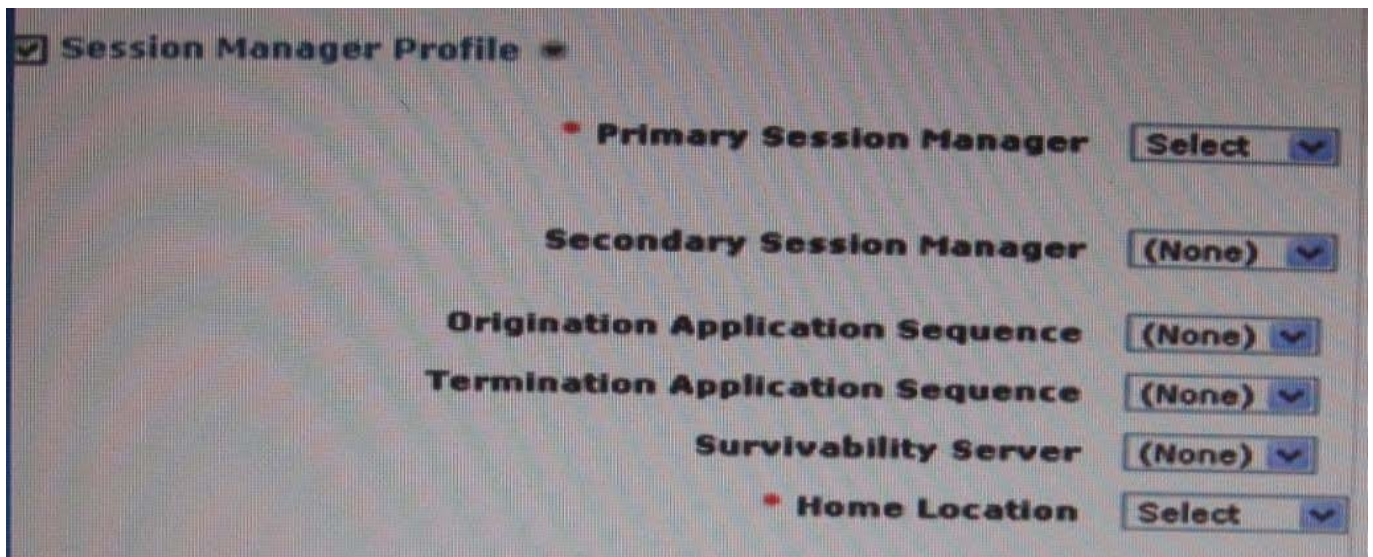 Session Manager Profile
* Primary Session Manager Select
Secondary Session Manager (None)
Origination Application Sequence (None)
Termination Application Sequence (None)
Survivability Server (None)
* Home Location Select